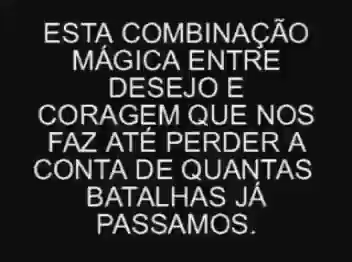 ESTA COMBINAÇÃO
MÁGICA ENTRE
DESEJO E
CORAGEM QUE NOS
FAZ ATÉ PERDER A
CONTA DE QUANTAS
BATALHAS JÁ
PASSAMOS.